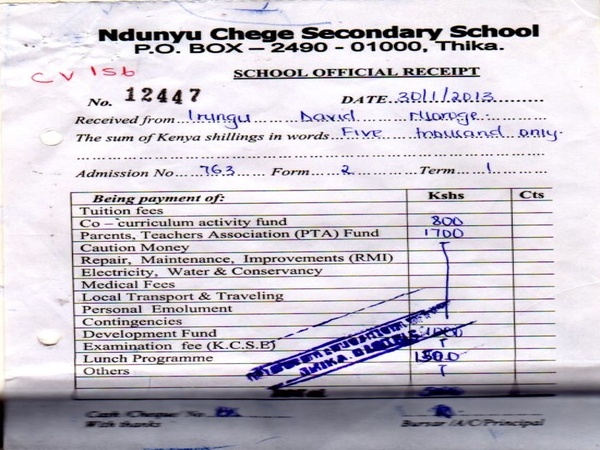 Ndunyu Chege Secondary School
P.O. BOX – 2490 - 01000, Thika.
CV 156
SCHOOL OFFICIAL RECEIPT
No. 12447 DATE 30/1/2013
Received from Irungu David Njoroge
The sum of Kenya shillings in words Five thousand only.
Admission No 763 Form 2 Term 1
Being payment of: Kshs Cts
Tuition fees
Co – curriculum activity fund 800
Parents, Teachers Association (PTA) Fund 1700
Caution Money
Repair, Maintenance, Improvements (RMI)
Electricity, Water & Conservancy
Medical Fees
Local Transport & Traveling
Personal Emolument
Contingencies
Development Fund 1000
Examination fee (K.C.S.E)
Lunch Programme 1500
Others
Cash /Cheque/ No.
With thanks Bursar /A/C/Principal